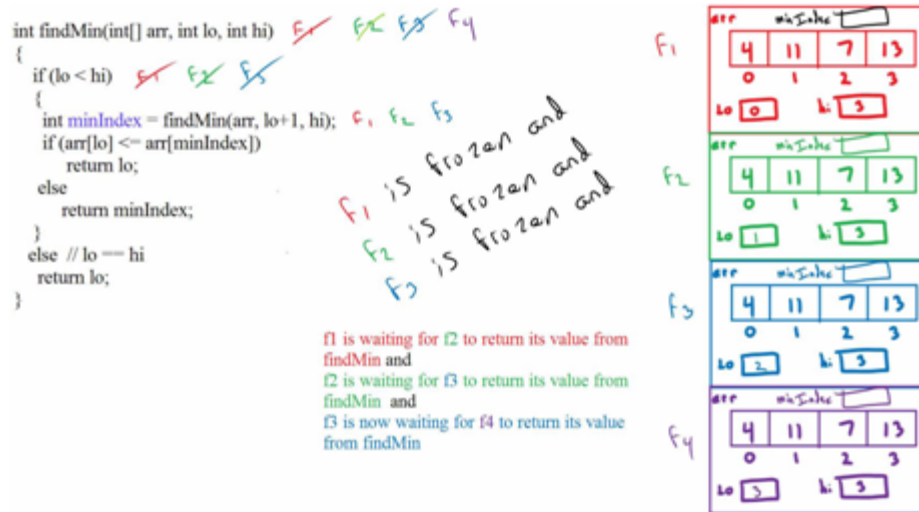 int findMin(int[] arr, int lo, int hi) F1 F2 F3 F4
{
if (lo < hi) F1 F2 F3
{
int minIndex = findMin(arr, lo+1, hi); F1 F2 F3
if (arr[lo] <= arr[minIndex])
return lo;
else
return minIndex;
}
else // lo == hi
return lo;
}
F1 is frozen and
F2 is frozen and
F3 is frozen and
f1 is waiting for f2 to return its value from
findMin and
f2 is waiting for f3 to return its value from
findMin and
f3 is now waiting for f4 to return its value
from findMin
F1
arr minIndex
4 11 7 13
0 1 2 3
Lo 0 hi 3
F2
arr minIndex
4 11 7 13
0 1 2 3
Lo 1 hi 3
F3
arr minIndex
4 11 7 13
0 1 2 3
Lo 2 hi 3
F4
arr minIndex
4 11 7 13
0 1 2 3
Lo 3 hi 3